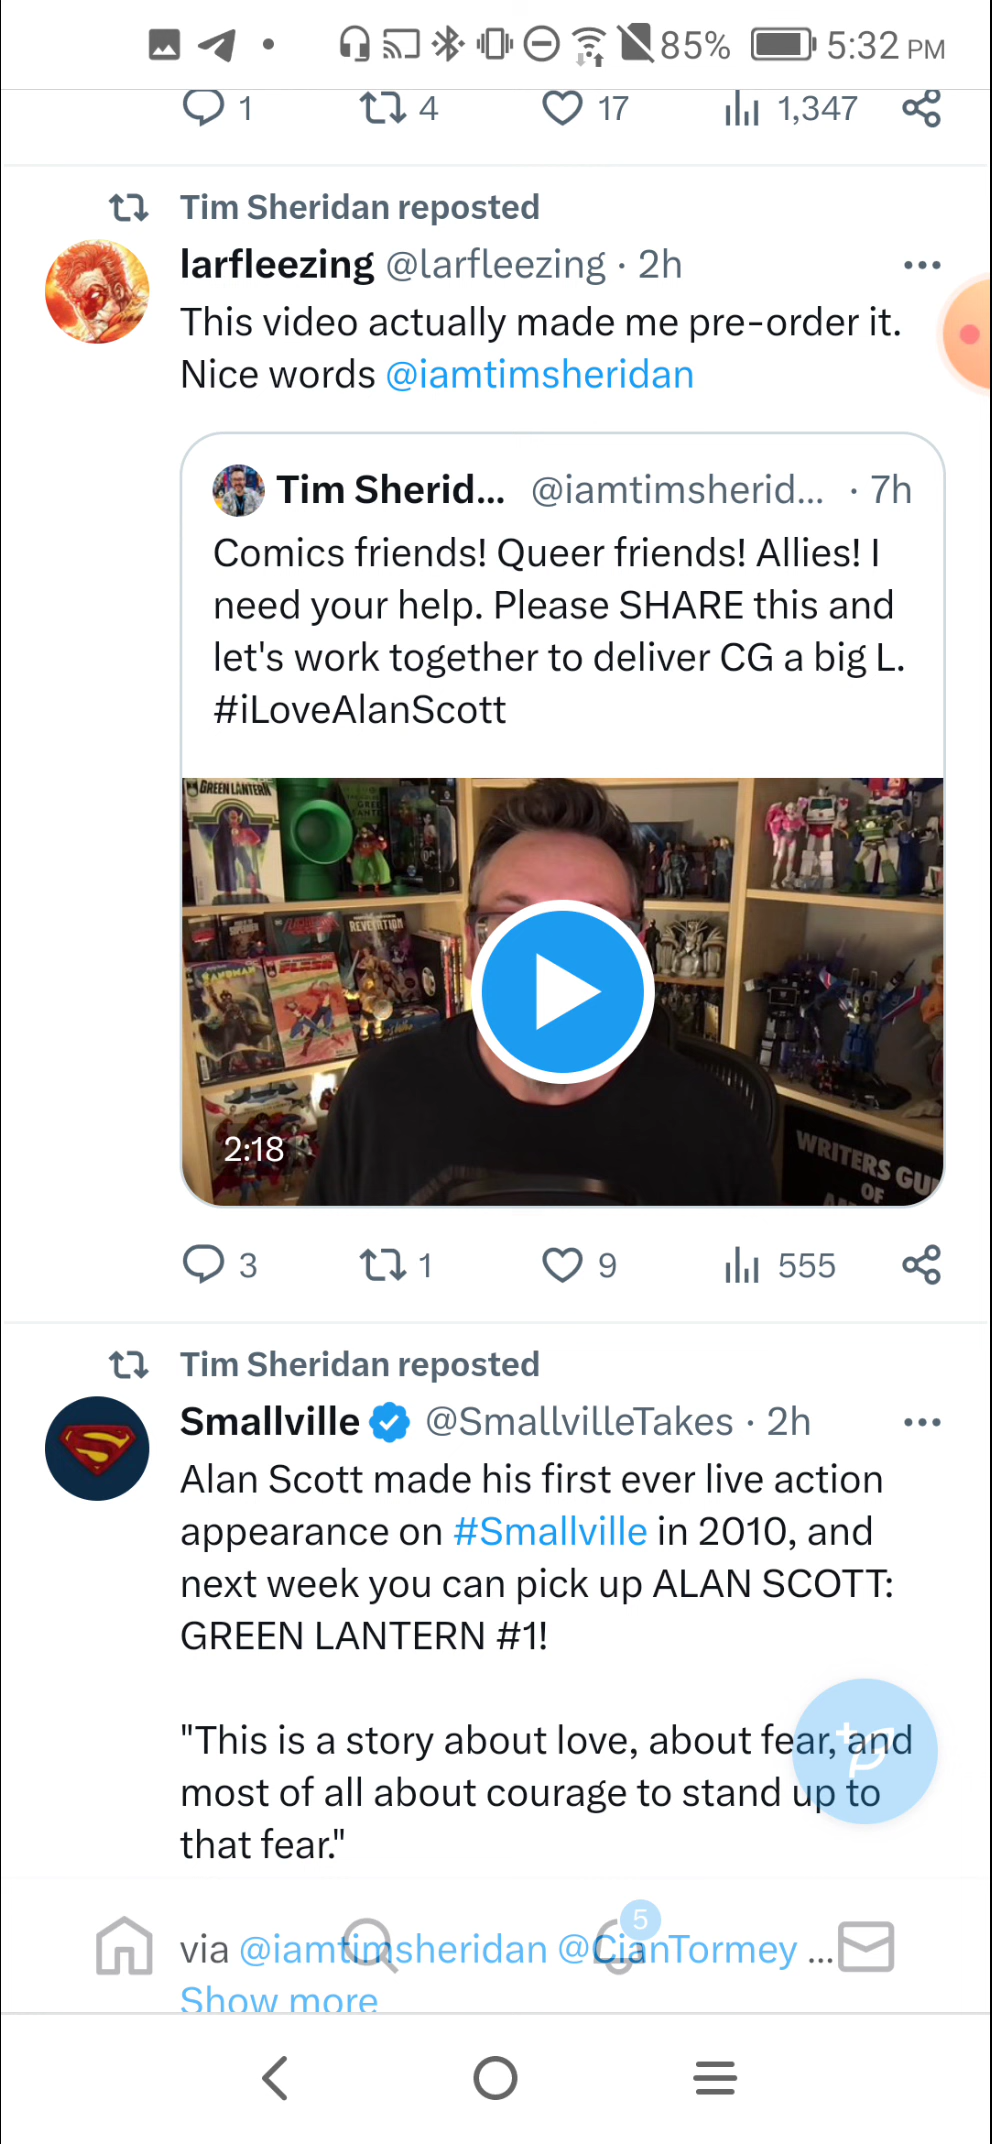 85% 5:32 PM
1 4 17 1,347
Tim Sheridan reposted
larfleezing @larfleezing · 2h
This video actually made me pre-order it.
Nice words @iamtimsheridan
Tim Sherid... @iamtimsherid... · 7h
Comics friends! Queer friends! Allies! I
need your help. Please SHARE this and
let's work together to deliver CG a big L.
#iLoveAlanScott
GREEN LANTERN
REVELATION
SANDMAN
FLASH
2:18
WRITERS GU
OF
3 1 9 555
Tim Sheridan reposted
Smallville @SmallvilleTakes · 2h
Alan Scott made his first ever live action
appearance on #Smallville in 2010, and
next week you can pick up ALAN SCOTT:
GREEN LANTERN #1!
"This is a story about love, about fear, and
most of all about courage to stand up to
that fear."
5
via @iamtimsheridan @CianTormey ...
Show more